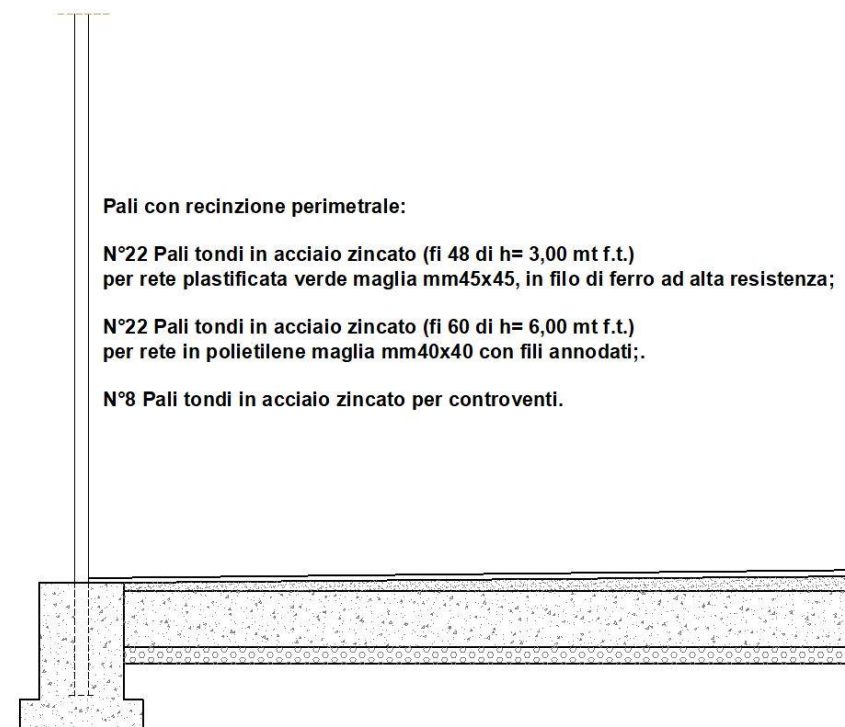 Pali con recinzione perimetrale:
N°22 Pali tondi in acciaio zincato (fi 48 di h= 3,00 mt f.t.)
per rete plastificata verde maglia mm45x45, in filo di ferro ad alta resistenza;
N°22 Pali tondi in acciaio zincato (fi 60 di h= 6,00 mt f.t.)
per rete in polietilene maglia mm40x40 con fili annodati;.
N°8 Pali tondi in acciaio zincato per controventi.